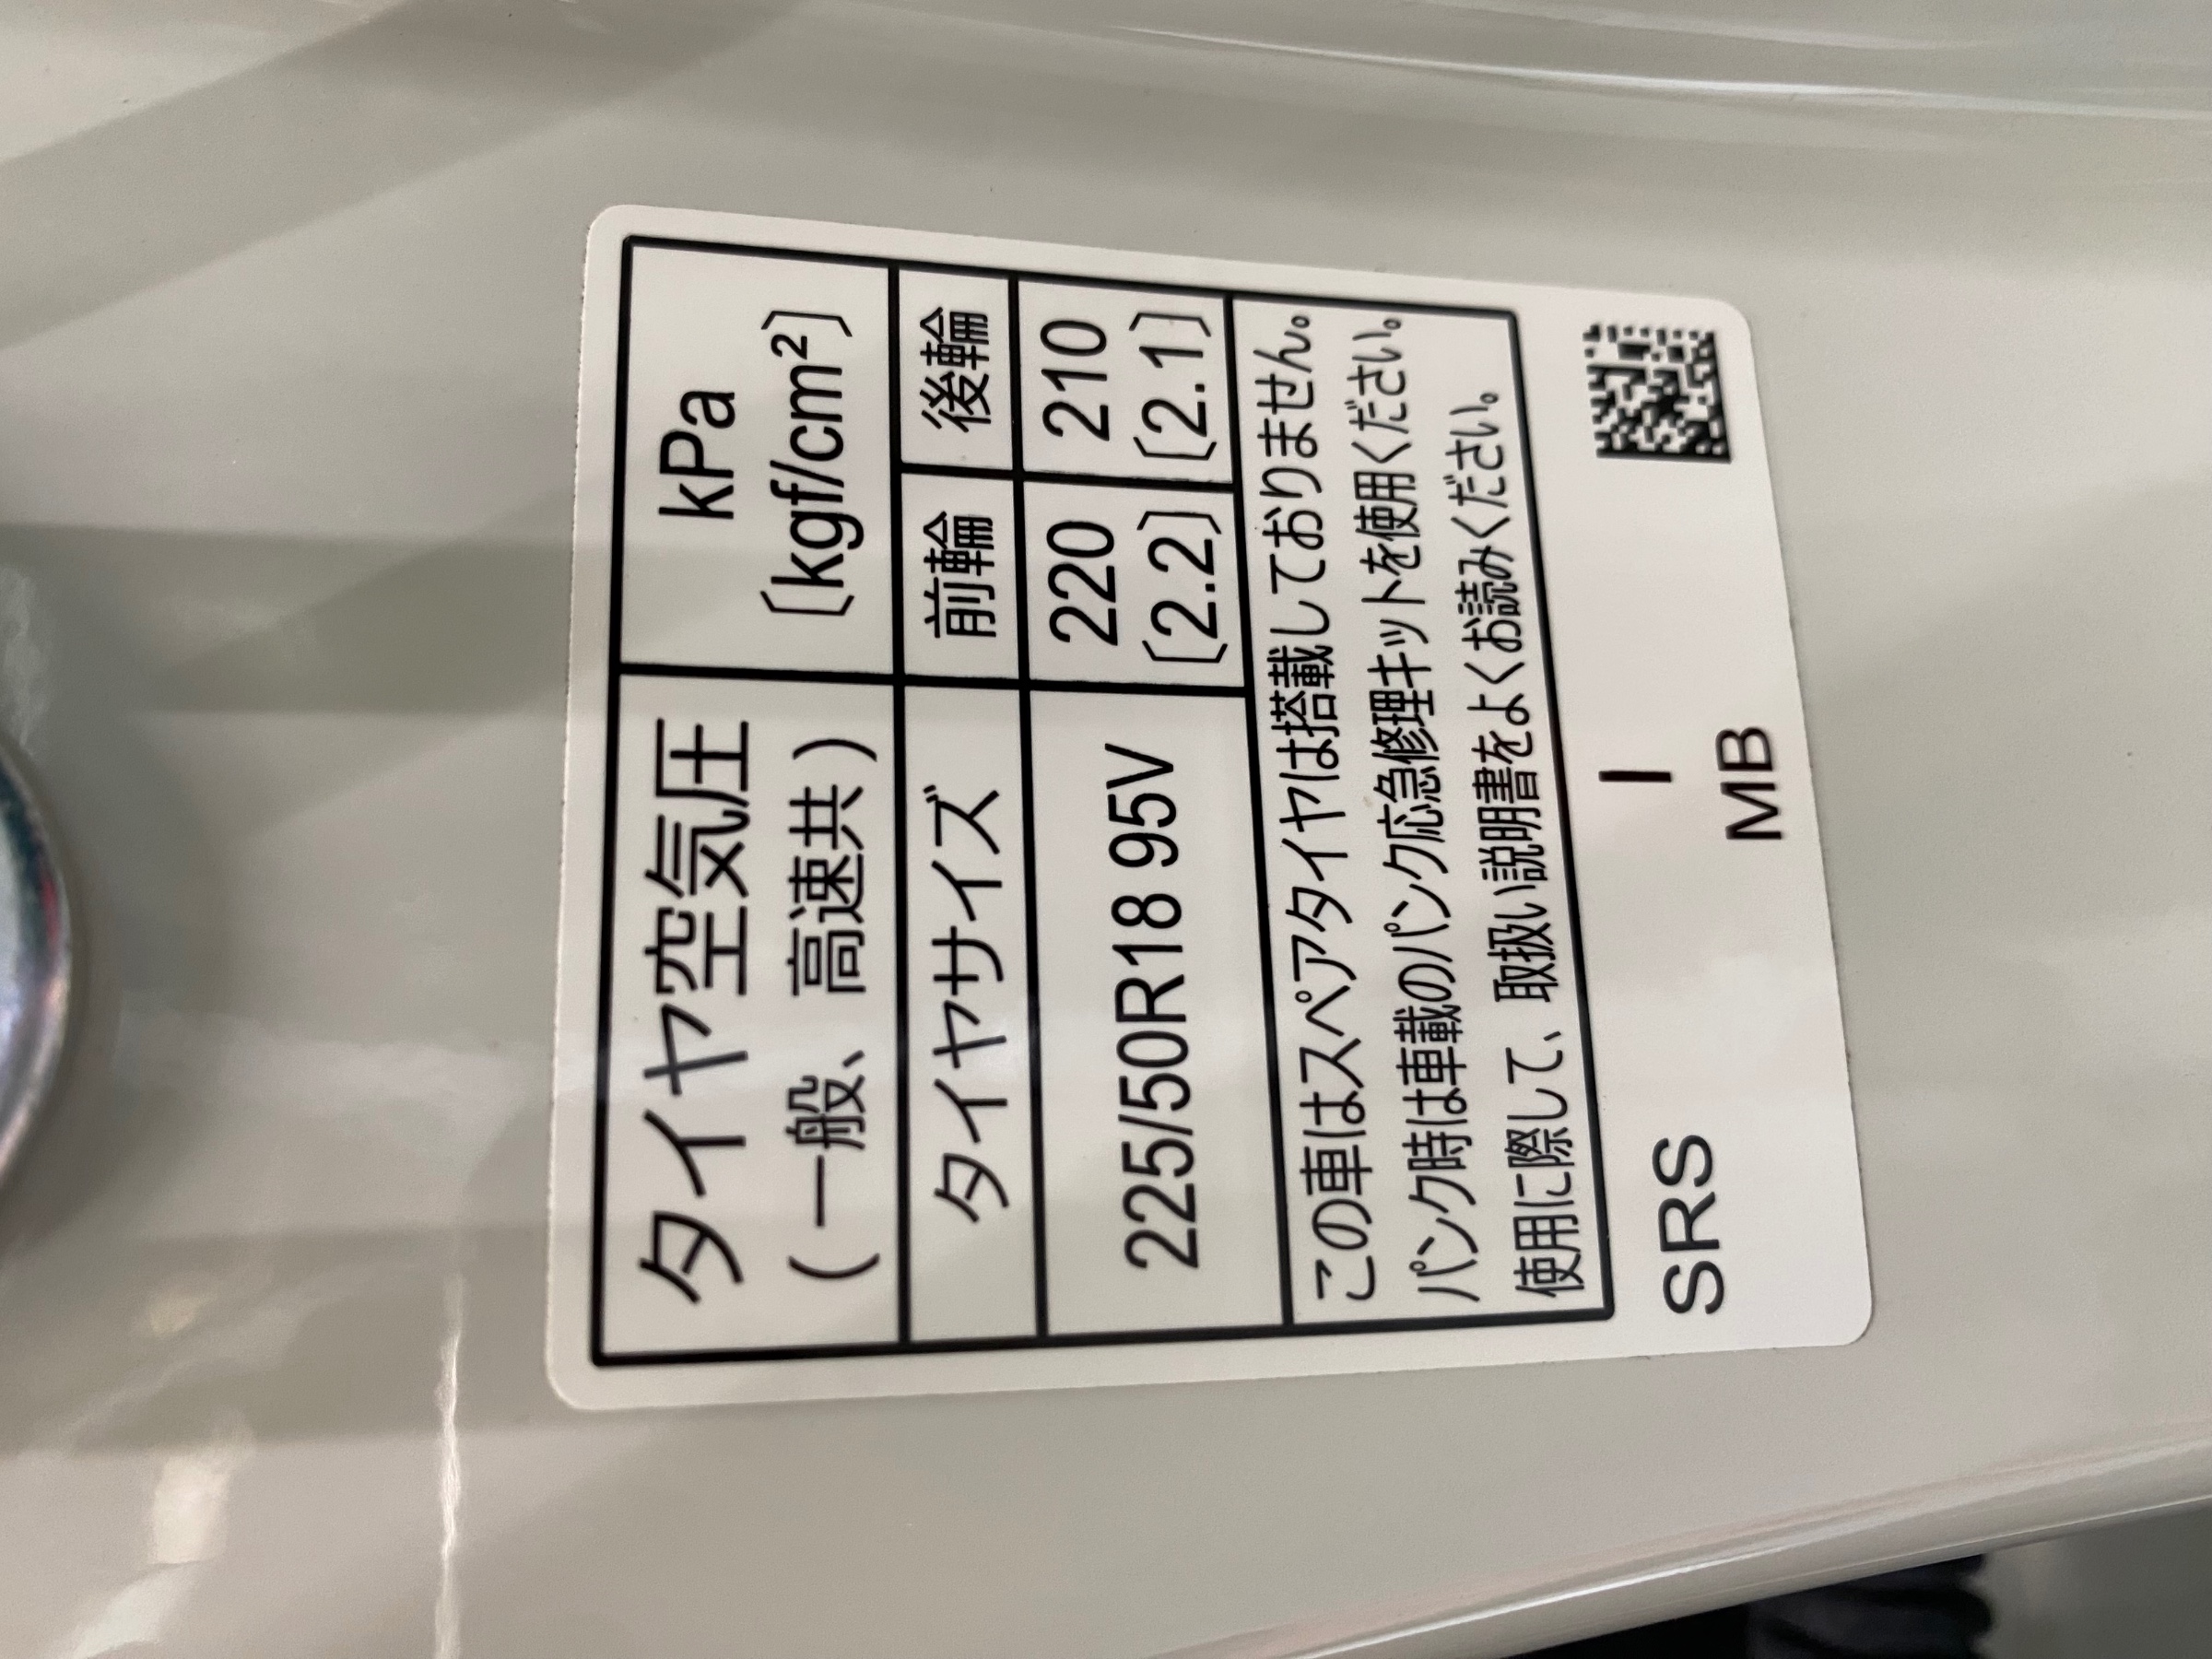 タイヤ空気圧
（一般、高速共）
kPa
〔kgf/cm²〕
タイヤサイズ
前輪
後輪
225/50R18 95V
220
〔2.2〕
210
〔2.1〕
この車はスペアタイヤは搭載しておりません。
パンク時は車載のパンク応急修理キットを使用ください。
使用に際して、取扱い説明書をよくお読みください。
SRS
I
MB